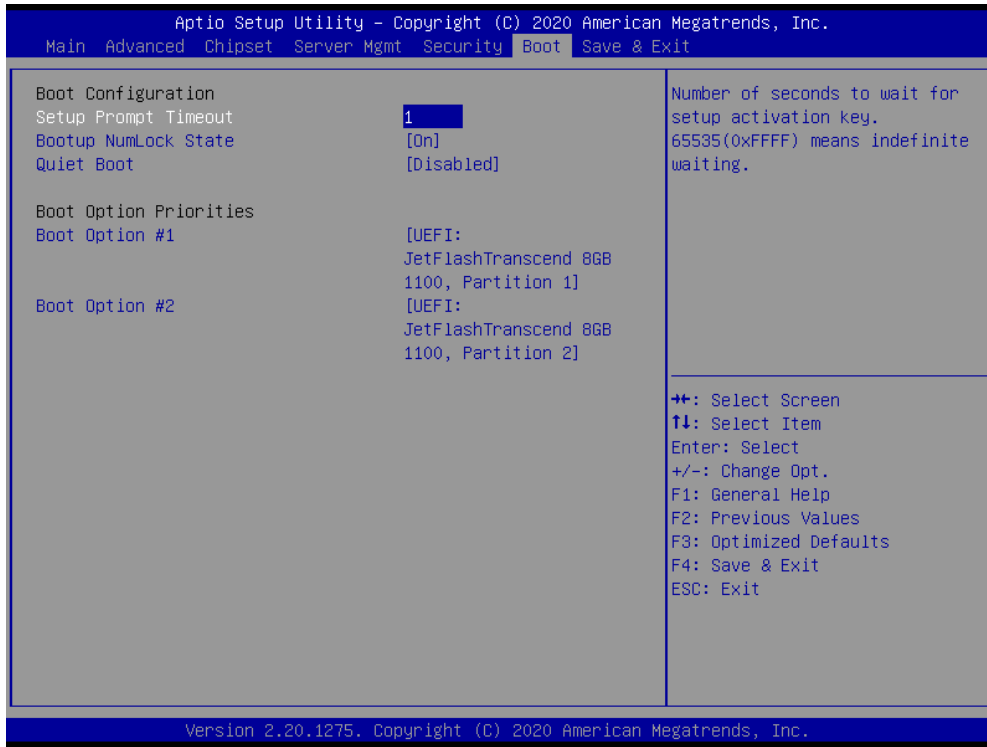 Aptio Setup Utility – Copyright (C) 2020 American Megatrends, Inc.
Main Advanced Chipset Server Mgmt Security Boot Save & Exit
Boot Configuration
Setup Prompt Timeout 1
Bootup NumLock State [On]
Quiet Boot [Disabled]
Boot Option Priorities
Boot Option #1 [UEFI:
JetFlashTranscend 8GB
1100, Partition 1]
Boot Option #2 [UEFI:
JetFlashTranscend 8GB
1100, Partition 2]
Number of seconds to wait for
setup activation key.
65535(0xFFFF) means indefinite
waiting.
→←: Select Screen
↑↓: Select Item
Enter: Select
+/-: Change Opt.
F1: General Help
F2: Previous Values
F3: Optimized Defaults
F4: Save & Exit
ESC: Exit
Version 2.20.1275. Copyright (C) 2020 American Megatrends, Inc.